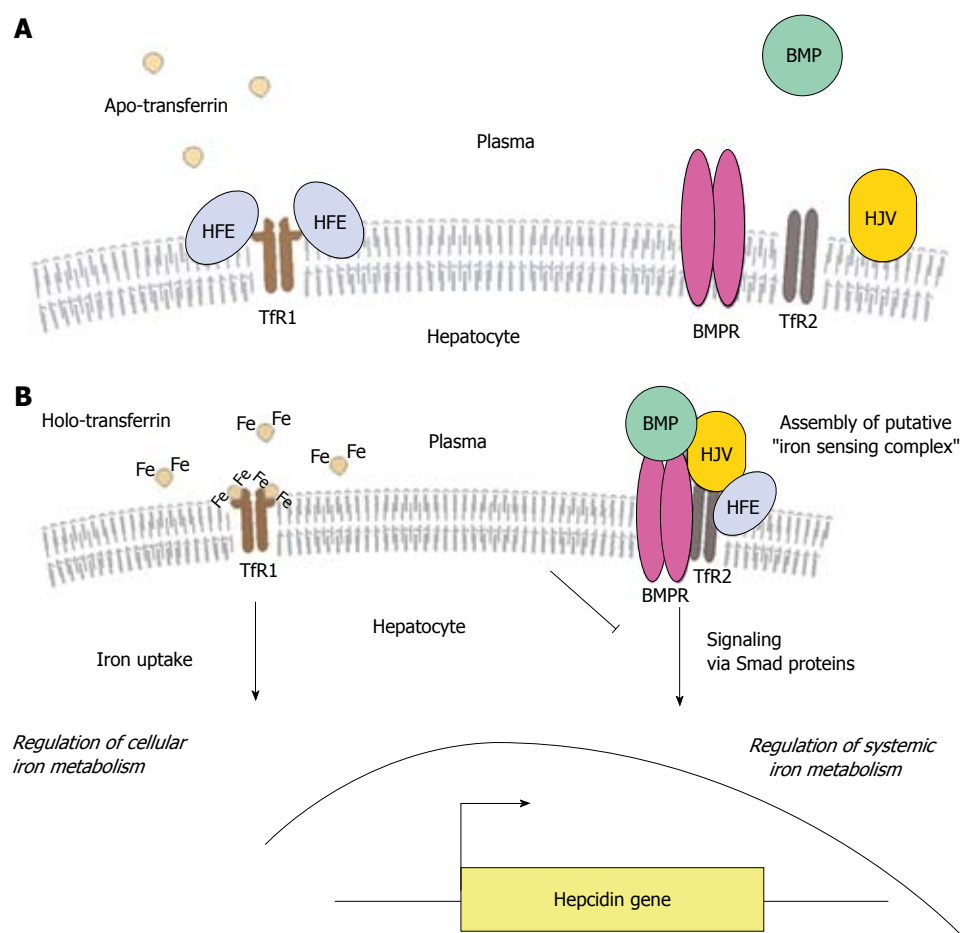 A
BMP
Apo-transferrin
Plasma
HFE
HFE
HJV
TfR1
TfR2
BMPR
Hepatocyte
B
Holo-transferrin
Fe Fe
Fe Fe
Fe Fe
Fe Fe
Fe Fe
Plasma
BMP
HJV
HFE
Assembly of putative
"iron sensing complex"
TfR1
TfR2
BMPR
Hepatocyte
Iron uptake
Signaling
via Smad proteins
Regulation of cellular
iron metabolism
Regulation of systemic
iron metabolism
Hepcidin gene